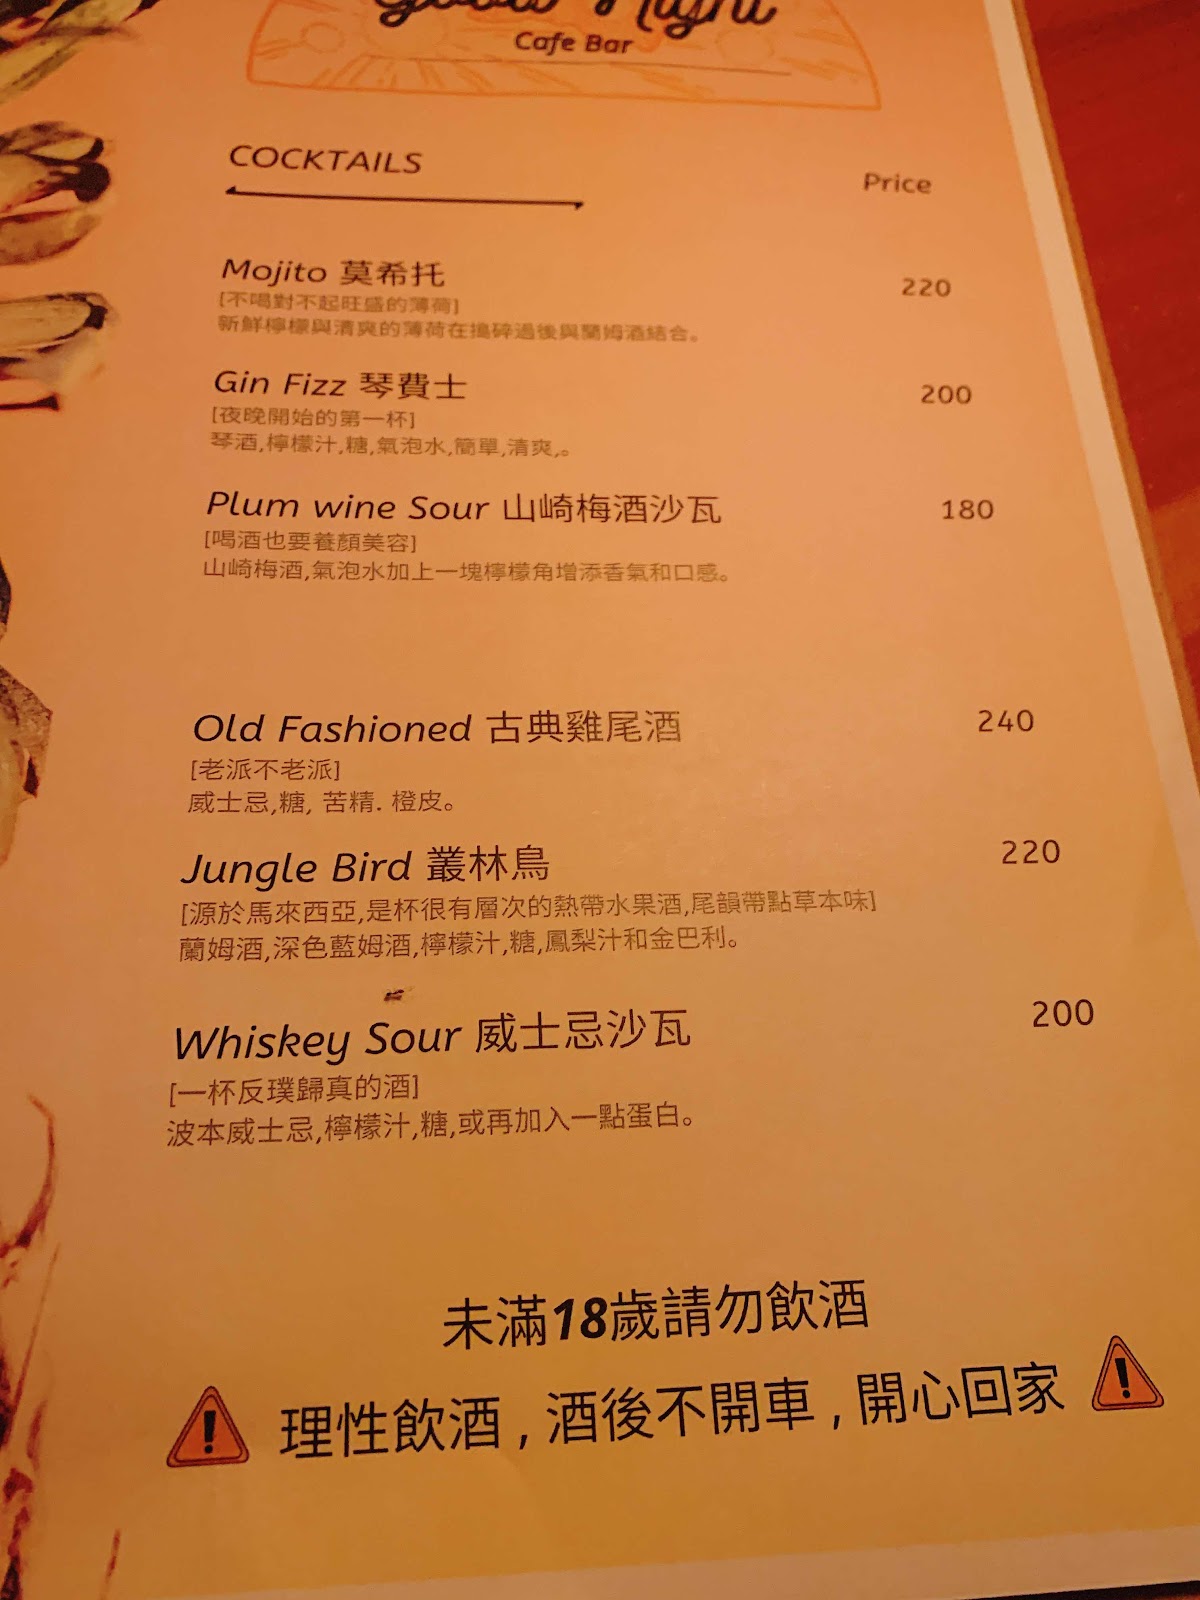 Good Night
Cafe Bar
COCKTAILS
Price
Mojito 莫希托
220
[不喝對不起旺盛的薄荷]
新鮮檸檬與清爽的薄荷在搗碎過後與蘭姆酒結合。
Gin Fizz 琴費士
200
[夜晚開始的第一杯]
琴酒,檸檬汁,糖,氣泡水,簡單,清爽,。
Plum wine Sour 山崎梅酒沙瓦
180
[喝酒也要養顏美容]
山崎梅酒,氣泡水加上一塊檸檬角增添香氣和口感。
Old Fashioned 古典雞尾酒
240
[老派不老派]
威士忌,糖, 苦精. 橙皮。
Jungle Bird 叢林鳥
220
[源於馬來西亞,是杯很有層次的熱帶水果酒,尾韻帶點草本味]
蘭姆酒,深色藍姆酒,檸檬汁,糖,鳳梨汁和金巴利。
Whiskey Sour 威士忌沙瓦
200
[一杯反璞歸真的酒]
波本威士忌,檸檬汁,糖,或再加入一點蛋白。
未滿18歲請勿飲酒
理性飲酒 , 酒後不開車 , 開心回家